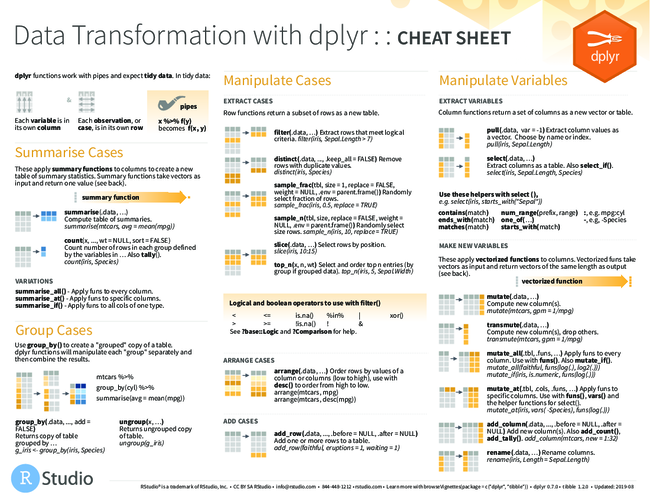 Data Transformation with dplyr : : CHEAT SHEET
dplyr
dplyr functions work with pipes and expect tidy data. In tidy data:
&
pipes
Each variable is in
its own column
Each observation, or
case, is in its own row
x %>% f(y)
becomes f(x, y)
Summarise Cases
These apply summary functions to columns to create a new
table of summary statistics. Summary functions take vectors as
input and return one value (see back).
summary function
summarise(.data, …)
Compute table of summaries.
summarise(mtcars, avg = mean(mpg))
count(x, ..., wt = NULL, sort = FALSE)
Count number of rows in each group defined
by the variables in … Also tally().
count(iris, Species)
VARIATIONS
summarise_all() - Apply funs to every column.
summarise_at() - Apply funs to specific columns.
summarise_if() - Apply funs to all cols of one type.
Group Cases
Use group_by() to create a "grouped" copy of a table.
dplyr functions will manipulate each "group" separately and
then combine the results.
mtcars %>%
group_by(cyl) %>%
summarise(avg = mean(mpg))
group_by(.data, ..., add =
FALSE)
Returns copy of table
grouped by …
g_iris <- group_by(iris, Species)
ungroup(x, …)
Returns ungrouped copy
of table.
ungroup(g_iris)
Manipulate Cases
EXTRACT CASES
Row functions return a subset of rows as a new table.
filter(.data, …) Extract rows that meet logical
criteria. filter(iris, Sepal.Length > 7)
distinct(.data, ..., .keep_all = FALSE) Remove
rows with duplicate values.
distinct(iris, Species)
sample_frac(tbl, size = 1, replace = FALSE,
weight = NULL, .env = parent.frame()) Randomly
select fraction of rows.
sample_frac(iris, 0.5, replace = TRUE)
sample_n(tbl, size, replace = FALSE, weight =
NULL, .env = parent.frame()) Randomly select
size rows. sample_n(iris, 10, replace = TRUE)
slice(.data, …) Select rows by position.
slice(iris, 10:15)
top_n(x, n, wt) Select and order top n entries (by
group if grouped data). top_n(iris, 5, Sepal.Width)
Logical and boolean operators to use with filter()
< <= is.na() %in% | xor()
> >= !is.na() ! &
See ?base::Logic and ?Comparison for help.
ARRANGE CASES
arrange(.data, …) Order rows by values of a
column or columns (low to high), use with
desc() to order from high to low.
arrange(mtcars, mpg)
arrange(mtcars, desc(mpg))
ADD CASES
add_row(.data, ..., .before = NULL, .after = NULL)
Add one or more rows to a table.
add_row(faithful, eruptions = 1, waiting = 1)
Manipulate Variables
EXTRACT VARIABLES
Column functions return a set of columns as a new vector or table.
pull(.data, var = -1) Extract column values as
a vector. Choose by name or index.
pull(iris, Sepal.Length)
select(.data, …)
Extract columns as a table. Also select_if().
select(iris, Sepal.Length, Species)
Use these helpers with select (),
e.g. select(iris, starts_with("Sepal"))
contains(match) num_range(prefix, range) :, e.g. mpg:cyl
ends_with(match) one_of(…) -, e.g, -Species
matches(match) starts_with(match)
MAKE NEW VARIABLES
These apply vectorized functions to columns. Vectorized funs take
vectors as input and return vectors of the same length as output
(see back).
vectorized function
mutate(.data, …)
Compute new column(s).
mutate(mtcars, gpm = 1/mpg)
transmute(.data, …)
Compute new column(s), drop others.
transmute(mtcars, gpm = 1/mpg)
mutate_all(.tbl, .funs, …) Apply funs to every
column. Use with funs(). Also mutate_if().
mutate_all(faithful, funs(log(.), log2(.)))
mutate_if(iris, is.numeric, funs(log(.)))
mutate_at(.tbl, .cols, .funs, …) Apply funs to
specific columns. Use with funs(), vars() and
the helper functions for select().
mutate_at(iris, vars( -Species), funs(log(.)))
add_column(.data, ..., .before = NULL, .after =
NULL) Add new column(s). Also add_count(),
add_tally(). add_column(mtcars, new = 1:32)
rename(.data, …) Rename columns.
rename(iris, Length = Sepal.Length)
R Studio
RStudio® is a trademark of RStudio, Inc. • CC BY SA RStudio • info@rstudio.com • 844-448-1212 • rstudio.com • Learn more with browseVignettes(package = c("dplyr", "tibble")) • dplyr 0.7.0 • tibble 1.2.0 • Updated: 2019-08